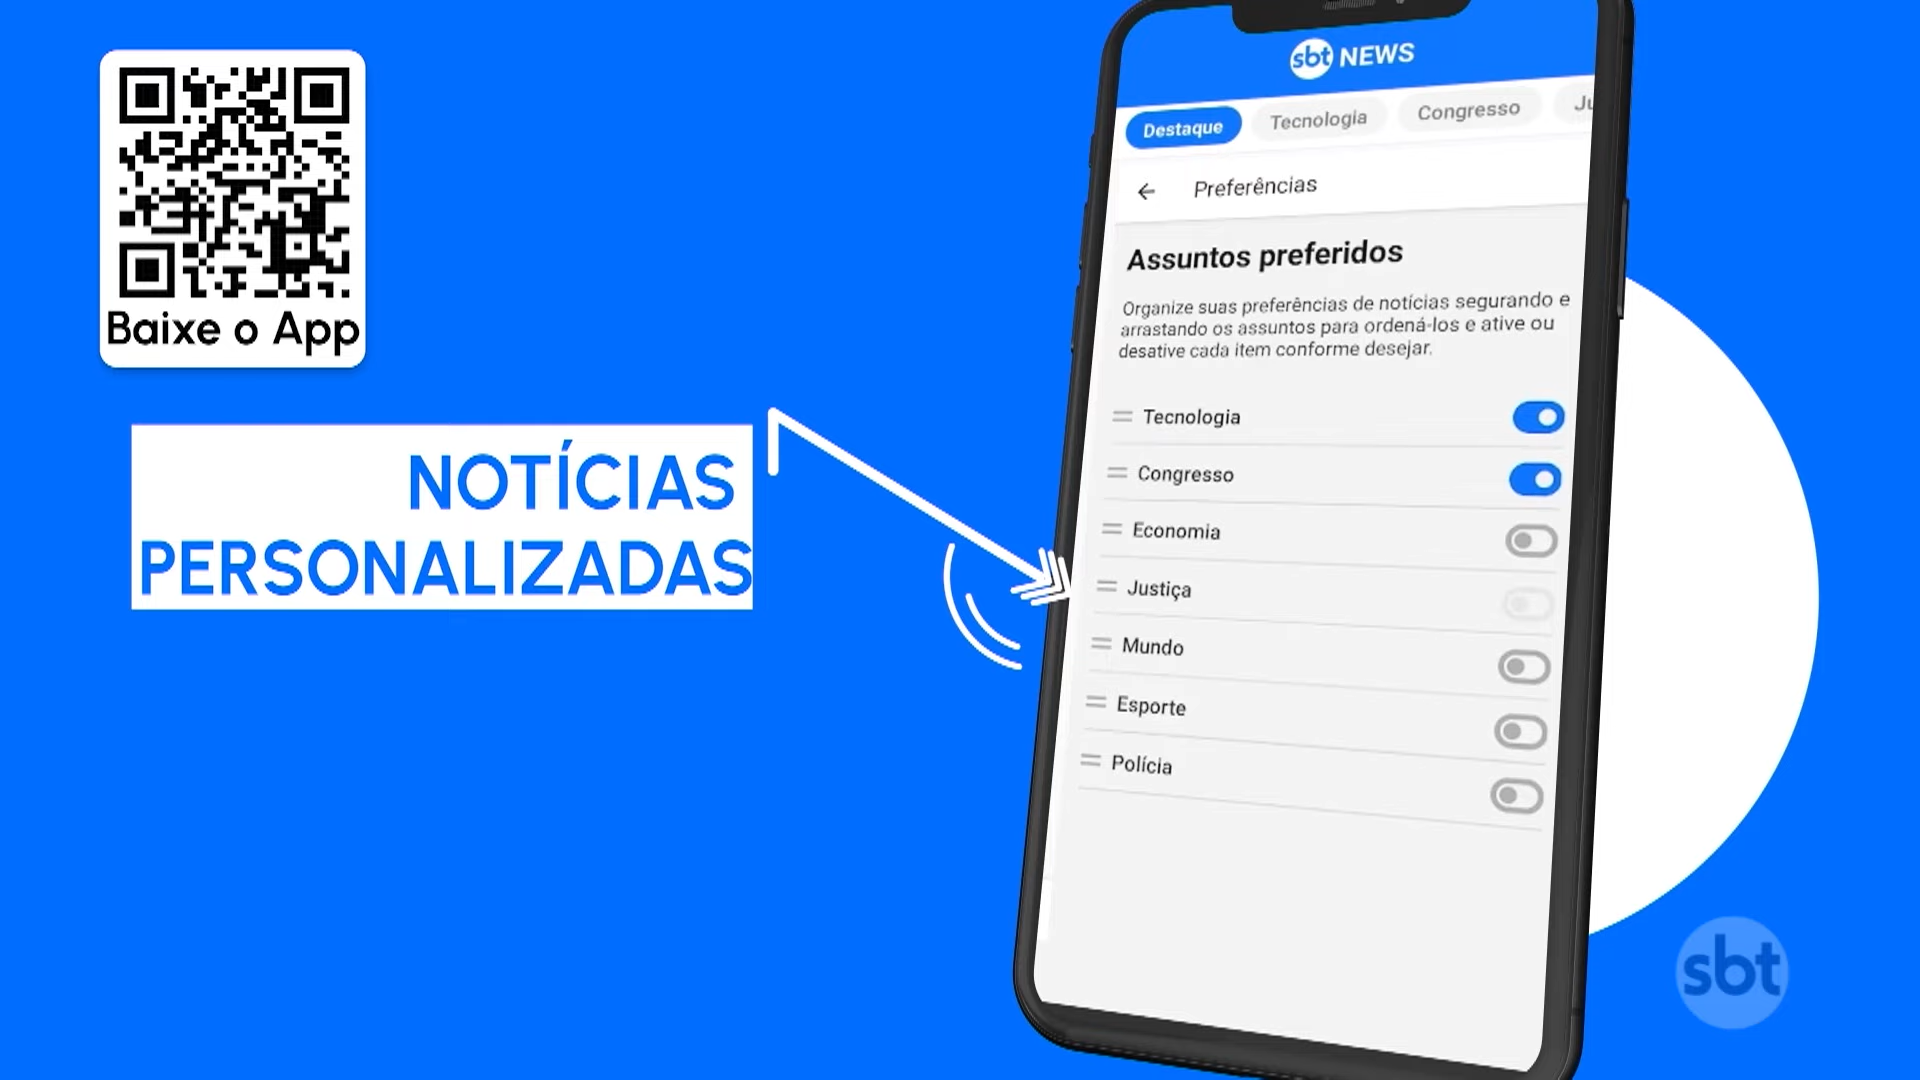 Baixe o App
NOTÍCIAS
PERSONALIZADAS
sbt NEWS
Destaque
Tecnologia
Congresso
Ju
Preferências
Assuntos preferidos
Organize suas preferências de notícias segurando e
arrastando os assuntos para ordená-los e ative ou
desative cada item conforme desejar.
Tecnologia
Congresso
Economia
Justiça
Mundo
Esporte
Polícia
sbt